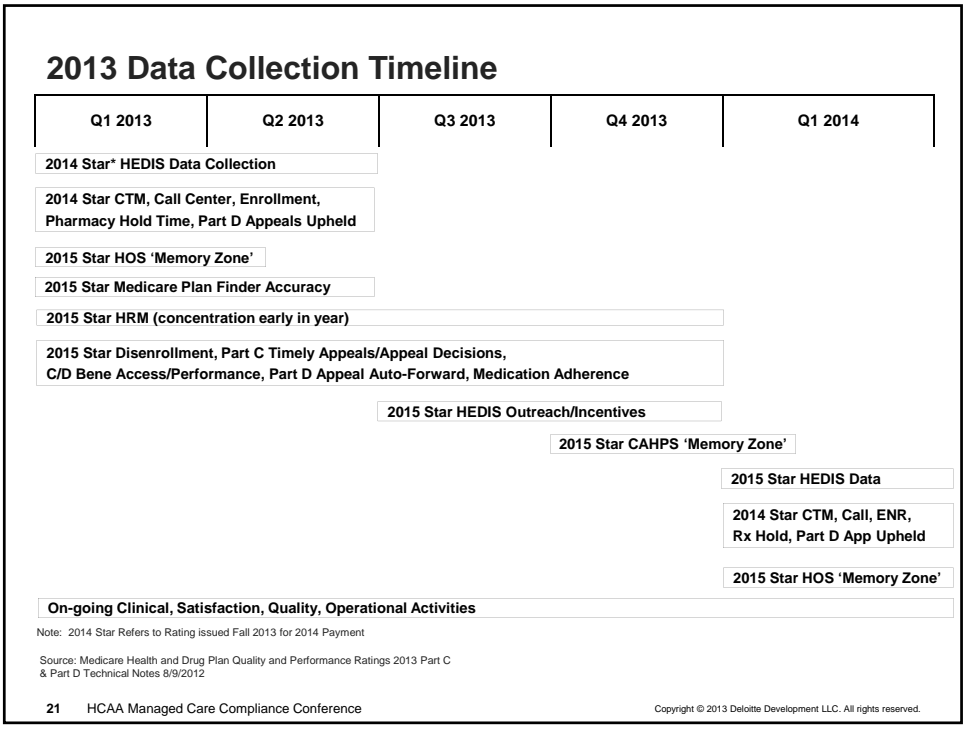 2013 Data Collection Timeline
Q1 2013 Q2 2013 Q3 2013 Q4 2013 Q1 2014
2014 Star* HEDIS Data Collection
2014 Star CTM, Call Center, Enrollment,
Pharmacy Hold Time, Part D Appeals Upheld
2015 Star HOS ‘Memory Zone’
2015 Star Medicare Plan Finder Accuracy
2015 Star HRM (concentration early in year)
2015 Star Disenrollment, Part C Timely Appeals/Appeal Decisions,
C/D Bene Access/Performance, Part D Appeal Auto-Forward, Medication Adherence
2015 Star HEDIS Outreach/Incentives
2015 Star CAHPS ‘Memory Zone’
2015 Star HEDIS Data
2014 Star CTM, Call, ENR,
Rx Hold, Part D App Upheld
2015 Star HOS ‘Memory Zone’
On-going Clinical, Satisfaction, Quality, Operational Activities
Note: 2014 Star Refers to Rating issued Fall 2013 for 2014 Payment
Source: Medicare Health and Drug Plan Quality and Performance Ratings 2013 Part C
& Part D Technical Notes 8/9/2012
21 HCAA Managed Care Compliance Conference
Copyright © 2013 Deloitte Development LLC. All rights reserved.